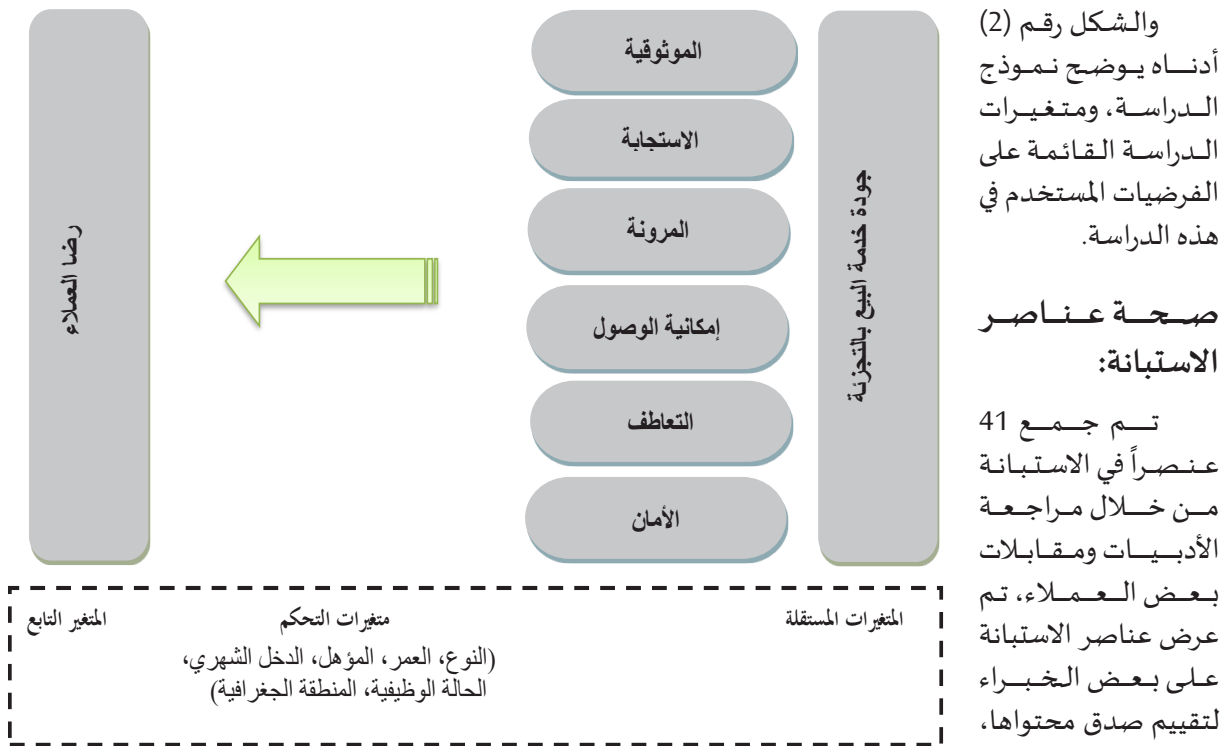 والشكل رقم (2)
أدناه يوضح نموذج
الدراسة، ومتغيرات
الدراسة القائمة على
الفرضيات المستخدم في
هذه الدراسة.
صحة عناصر
الاستبانة:
تم جمع 41
عنصراً في الاستبانة
من خلال مراجعة
الأدبيات ومقابلات
بعض العملاء، تم
عرض عناصر الاستبانة
على بعض الخبراء
لتقييم صدق محتواها،
جودة خدمة البيع بالتجزئة
الموثوقية
الاستجابة
المرونة
إمكانية الوصول
التعاطف
الأمان
رضا العملاء
المتغيرات المستقلة
متغيرات التحكم
(النوع، العمر، المؤهل، الدخل الشهري،
الحالة الوظيفية، المنطقة الجغرافية)
المتغير التابع